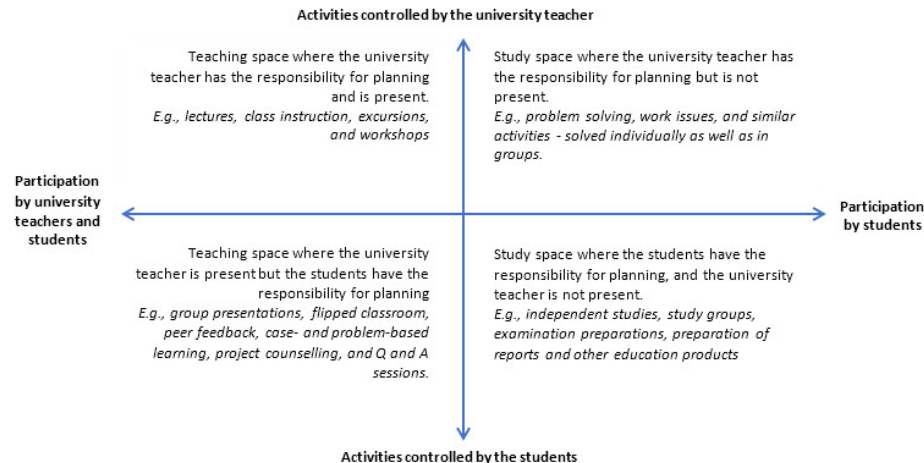 Activities controlled by the university teacher
Teaching space where the university
teacher has the responsibility for planning
and is present.
E.g., lectures, class instruction, excursions,
and workshops
Study space where the university teacher has
the responsibility for planning but is not
present.
E.g., problem solving, work issues, and similar
activities - solved individually as well as in
groups.
Participation
by university
teachers and
students
Participation
by students
Teaching space where the university
teacher is present but the students have the
responsibility for planning
E.g., group presentations, flipped classroom,
peer feedback, case- and problem-based
learning, project counselling, and Q and A
sessions.
Study space where the students have the
responsibility for planning, and the university
teacher is not present.
E.g., independent studies, study groups,
examination preparations, preparation of
reports and other education products
Activities controlled by the students